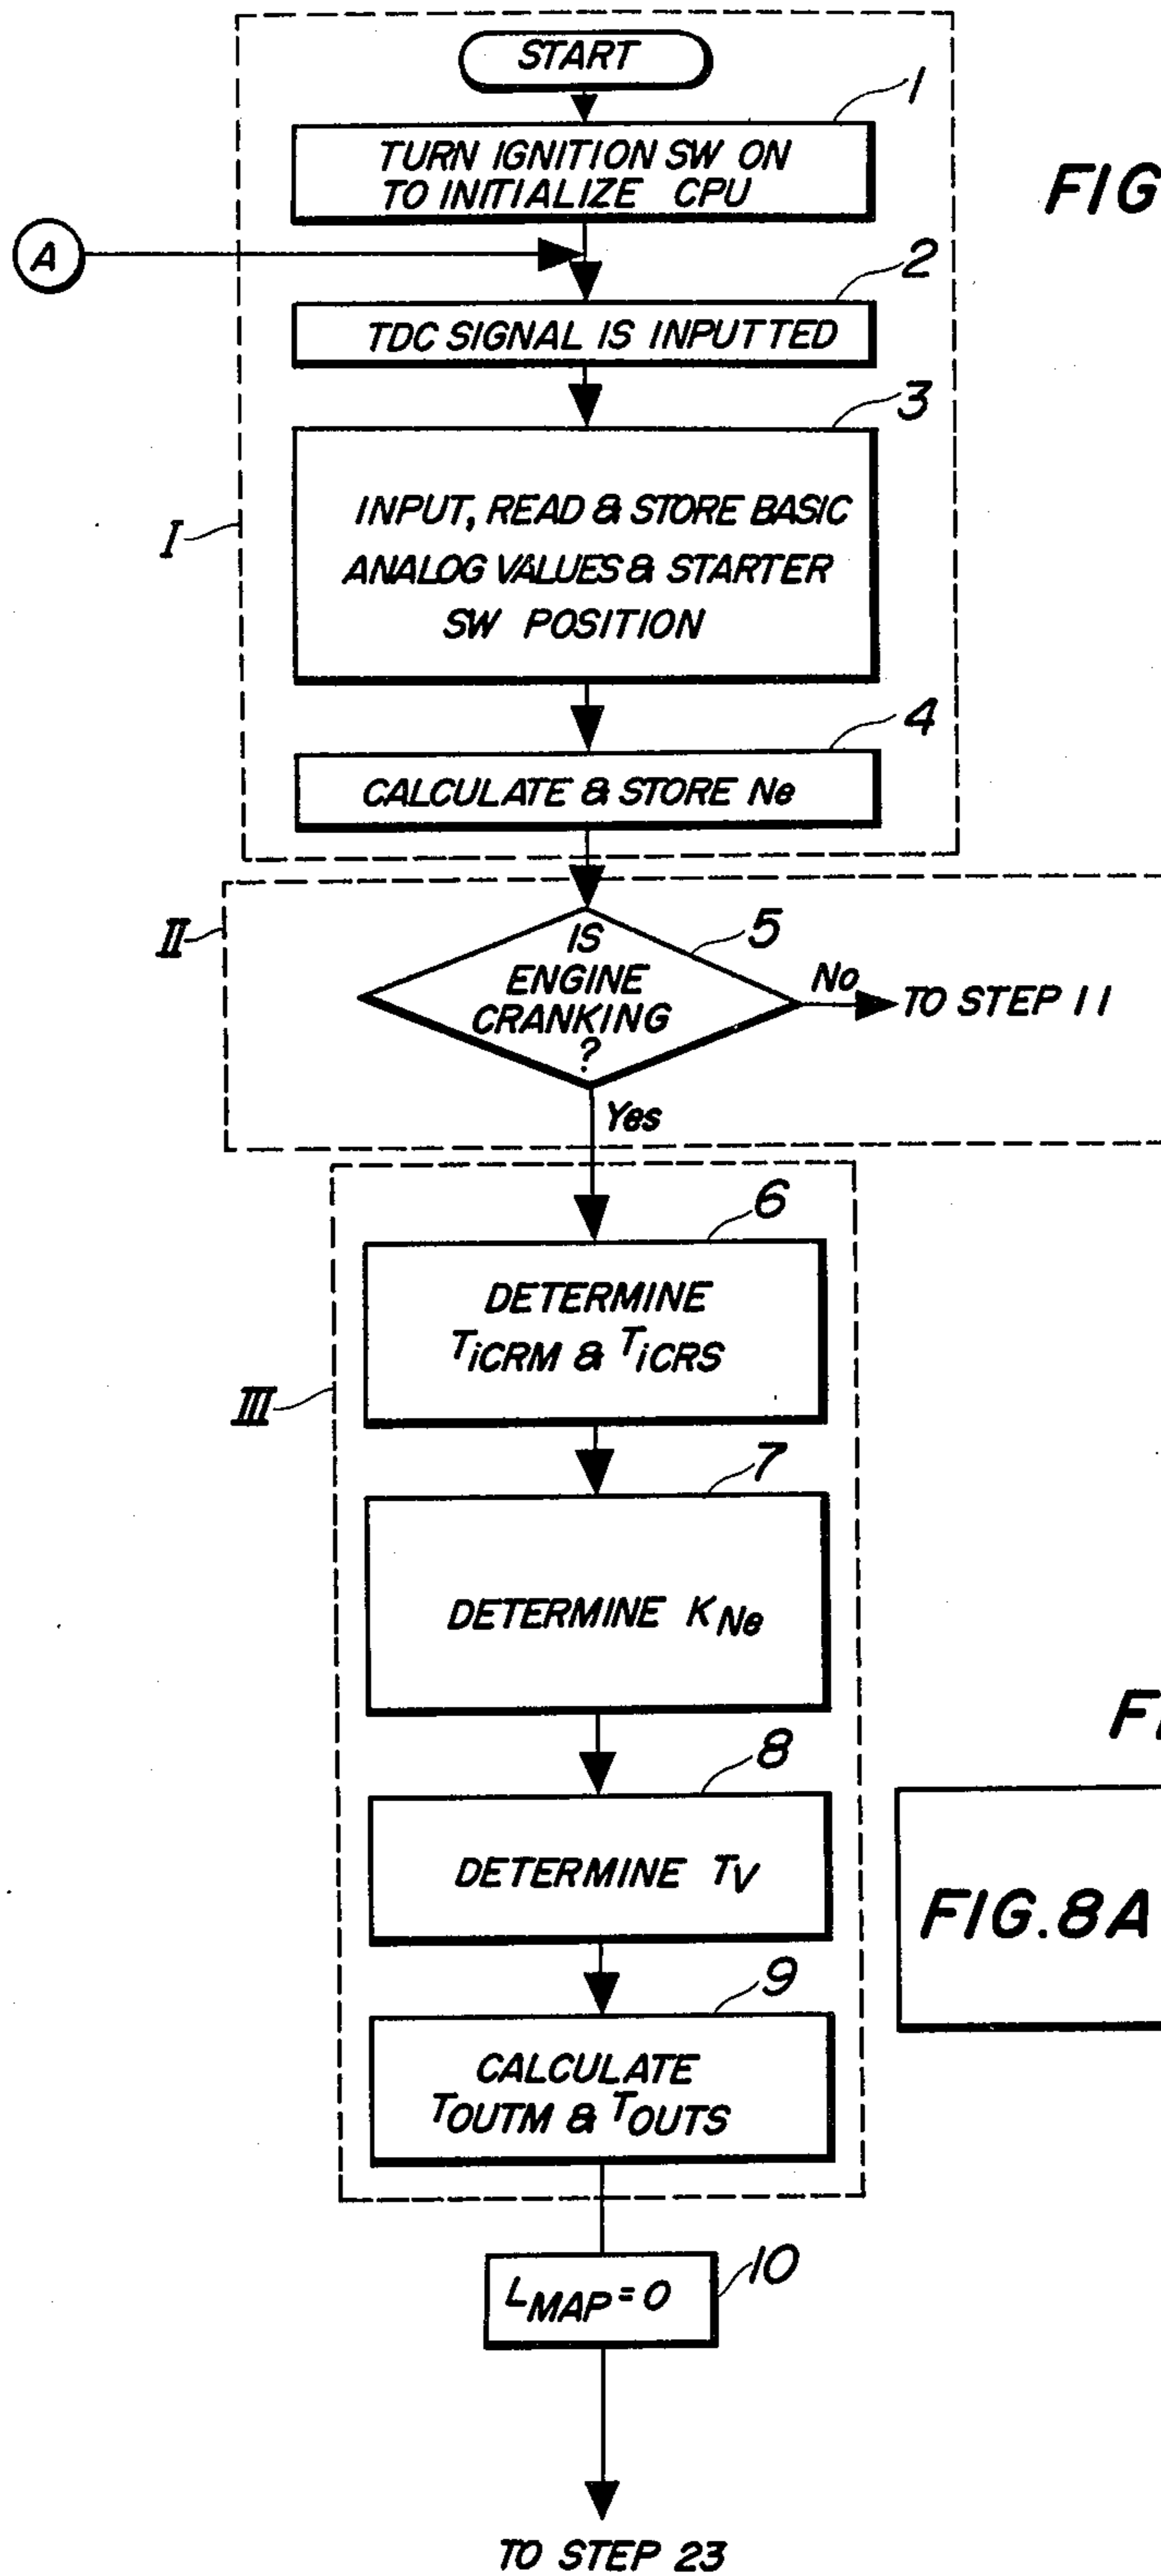 START
1
TURN IGNITION SW ON
TO INITIALIZE CPU
FIG
A
2
TDC SIGNAL IS INPUTTED
3
INPUT, READ & STORE BASIC
ANALOG VALUES & STARTER
SW POSITION
I
4
CALCULATE & STORE Ne
II
5
IS
ENGINE
CRANKING
?
No
TO STEP 11
Yes
6
DETERMINE
TiCRM & TiCRS
III
7
DETERMINE KNe
8
DETERMINE TV
FIG.8A
9
CALCULATE
TOUTM & TOUTS
10
LMAP=0
TO STEP 23